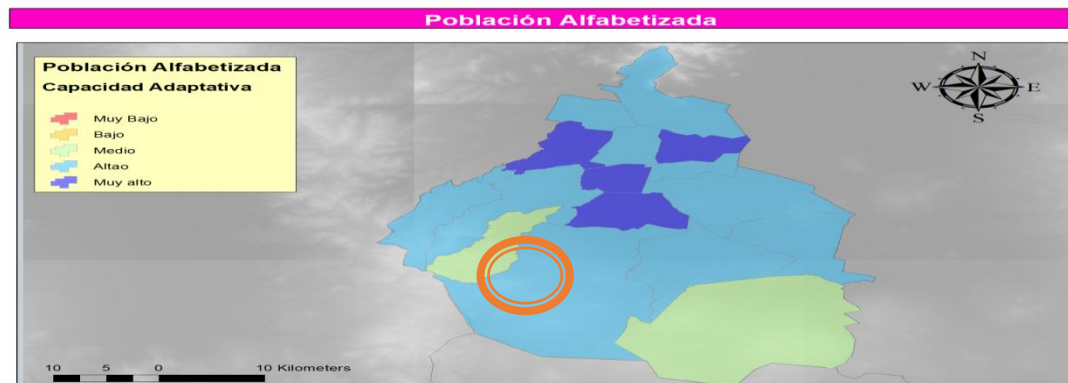 Población Alfabetizada
Población Alfabetizada
Capacidad Adaptativa
Muy Bajo
Bajo
Medio
Altao
Muy alto
N
W E
S
10 5 0 10 Kilometers